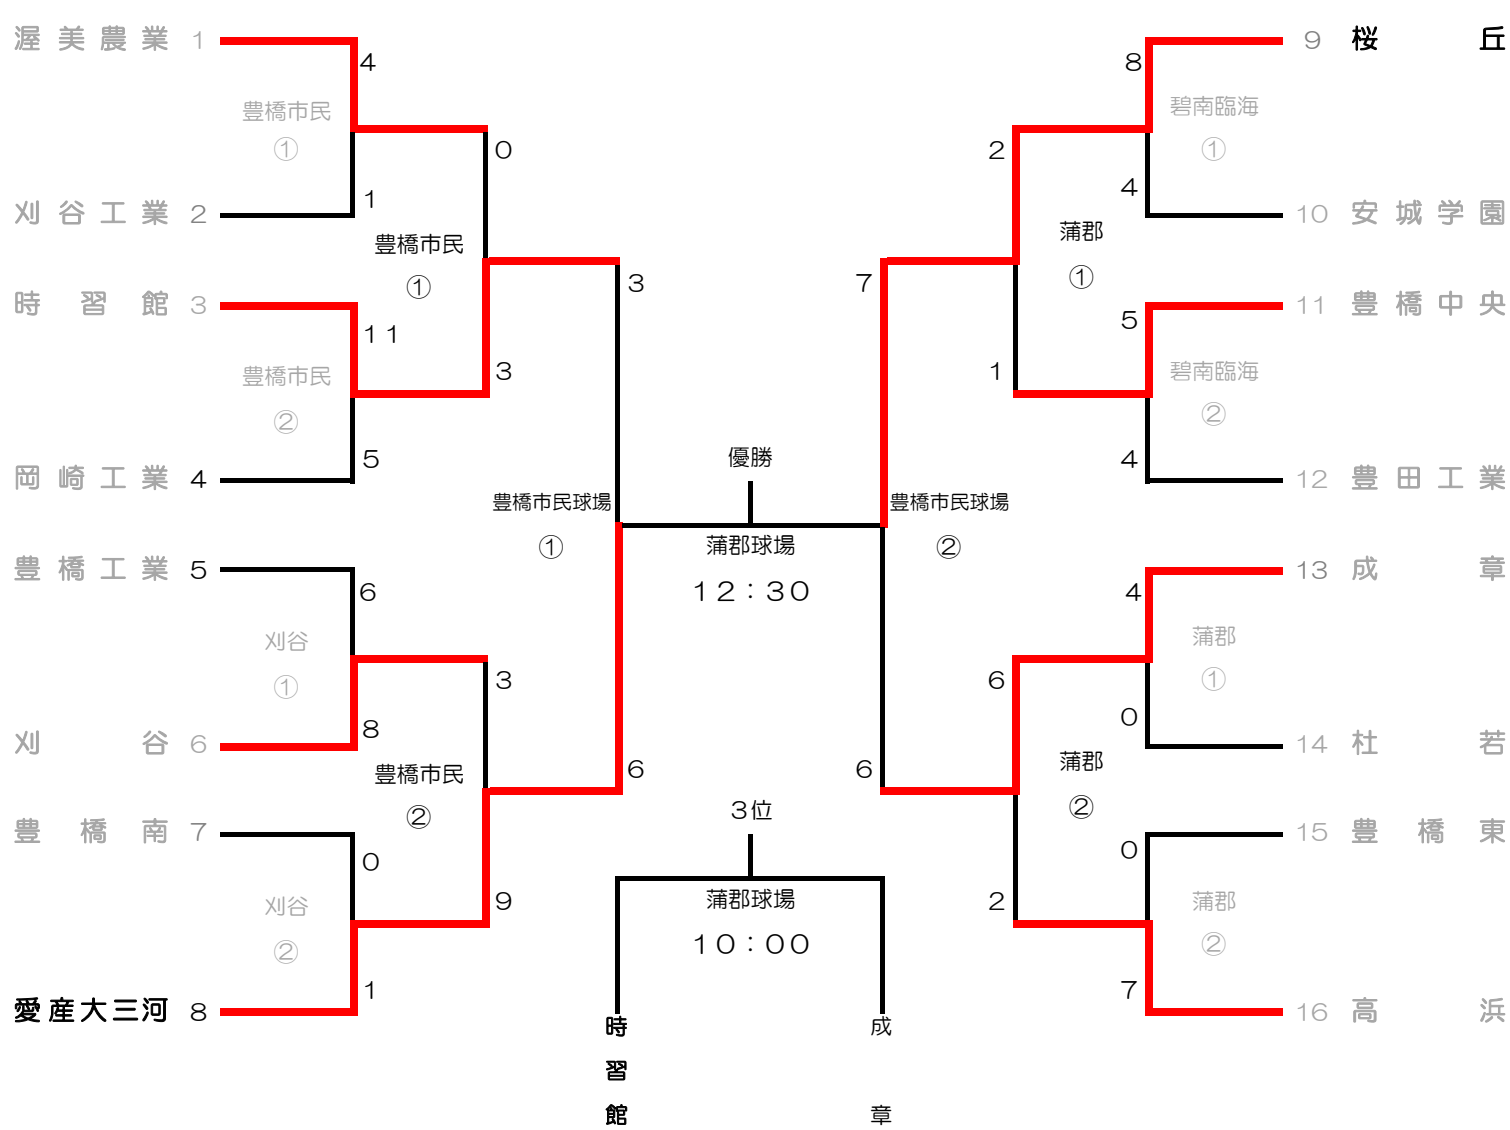 渥美農業 1
4
豊橋市民
①
0
1
刈谷工業 2
豊橋市民
①
時習館 3
3
11
豊橋市民
②
3
5
岡崎工業 4
豊橋市民球場
①
豊橋工業 5
6
刈谷
①
3
8
刈谷 6
豊橋市民
②
6
豊橋南 7
0
刈谷
②
9
1
愛産大三河 8
優勝
蒲郡球場
12：30
3位
蒲郡球場
10：00
時習館
成章
9 桜丘
8
碧南臨海
①
2
4
10 安城学園
蒲郡
①
7
11 豊橋中央
5
碧南臨海
②
1
4
12 豊田工業
豊橋市民球場
②
13 成章
4
蒲郡
①
6
0
14 杜若
蒲郡
②
6
15 豊橋東
0
蒲郡
②
2
7
16 高浜